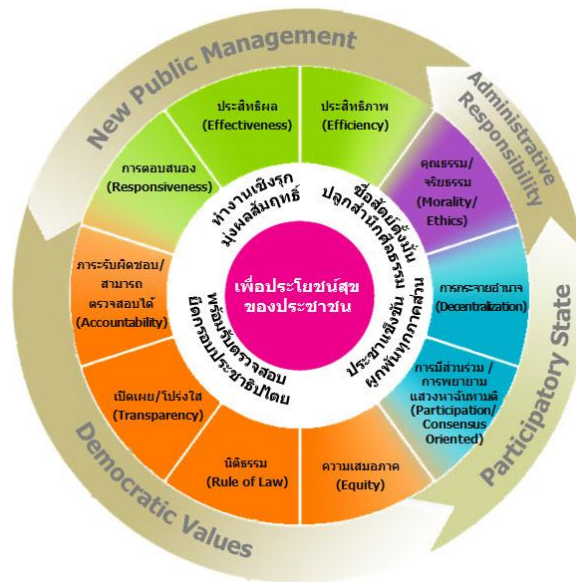 New Public Management
Administrative
Responsibility
Participatory State
Democratic Values
ประสิทธิผล
(Effectiveness)
ประสิทธิภาพ
(Efficiency)
คุณธรรม/
จริยธรรม
(Morality/
Ethics)
การกระจายอำนาจ
(Decentralization)
การมีส่วนร่วม /
การพยายาม
แสวงหาฉันทามติ
(Participation/
Consensus
Oriented)
ความเสมอภาค
(Equity)
นิติธรรม
(Rule of Law)
เปิดเผย/โปร่งใส
(Transparency)
ภาระรับผิดชอบ/
สามารถ
ตรวจสอบได้
(Accountability)
การตอบสนอง
(Responsiveness)
ทำงานเชิงรุก
มุ่งผลสัมฤทธิ์
ซื่อสัตย์ตั้งมั่น
ปลูกสำนึกศีลธรรม
ประชาเชิงชัน
ผูกพันทุกภาคส่วน
พร้อมรับตรวจสอบ
ยึดกรอบประชาธิปไตย
เพื่อประโยชน์สุข
ของประชาชน